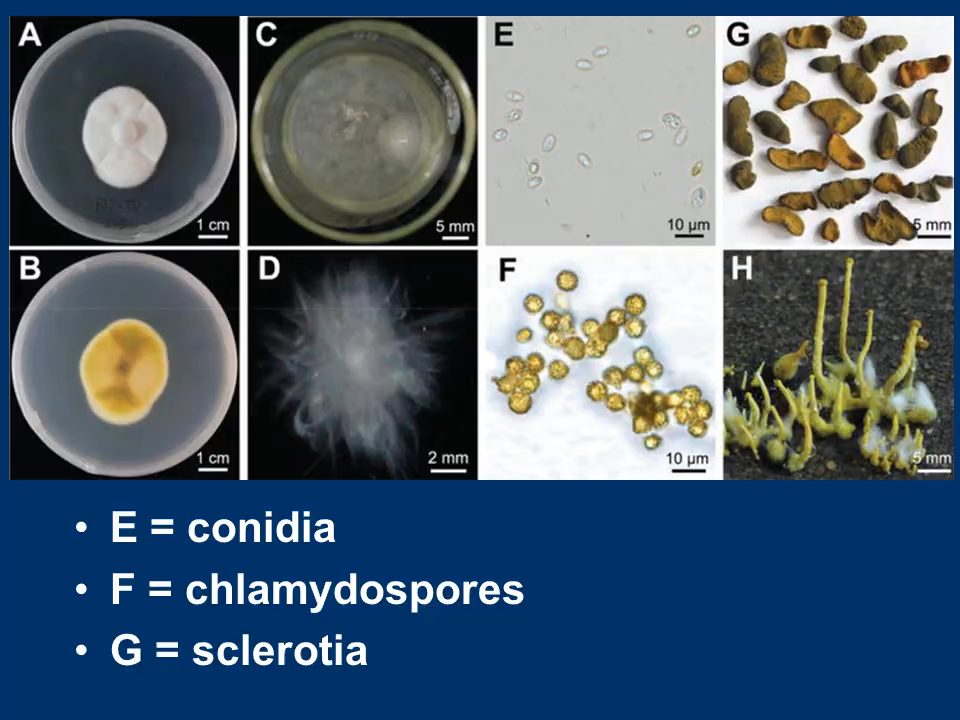 A
C
E
G
1 cm
5 mm
10 µm
5 mm
B
D
F
H
1 cm
2 mm
10 µm
5 mm
• E = conidia
• F = chlamydospores
• G = sclerotia